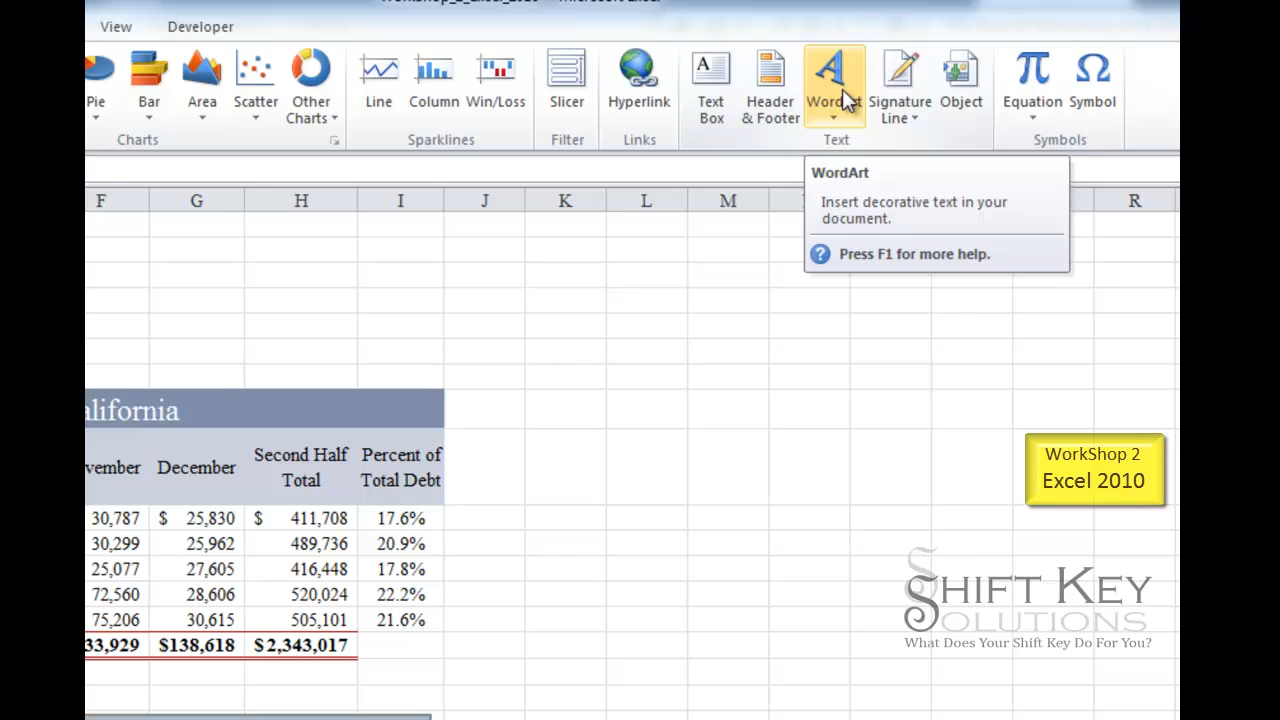 View Developer
Pie Bar Area Scatter Other Charts Line Column Win/Loss Slicer Hyperlink Text Box Header & Footer Signature Line Object Equation Symbol
Charts Sparklines Filter Links Text Symbols
WordArt
Insert decorative text in your
document.
Press F1 for more help.
F G H I J K L M R
alifornia
vember December Second Half Total Percent of Total Debt
30,787 $ 25,830 $ 411,708 17.6%
30,299 25,962 489,736 20.9%
25,077 27,605 416,448 17.8%
72,560 28,606 520,024 22.2%
75,206 30,615 505,101 21.6%
33,929 $138,618 $2,343,017
WorkShop 2
Excel 2010
Shift Key
Solutions
What Does Your Shift Key Do For You?